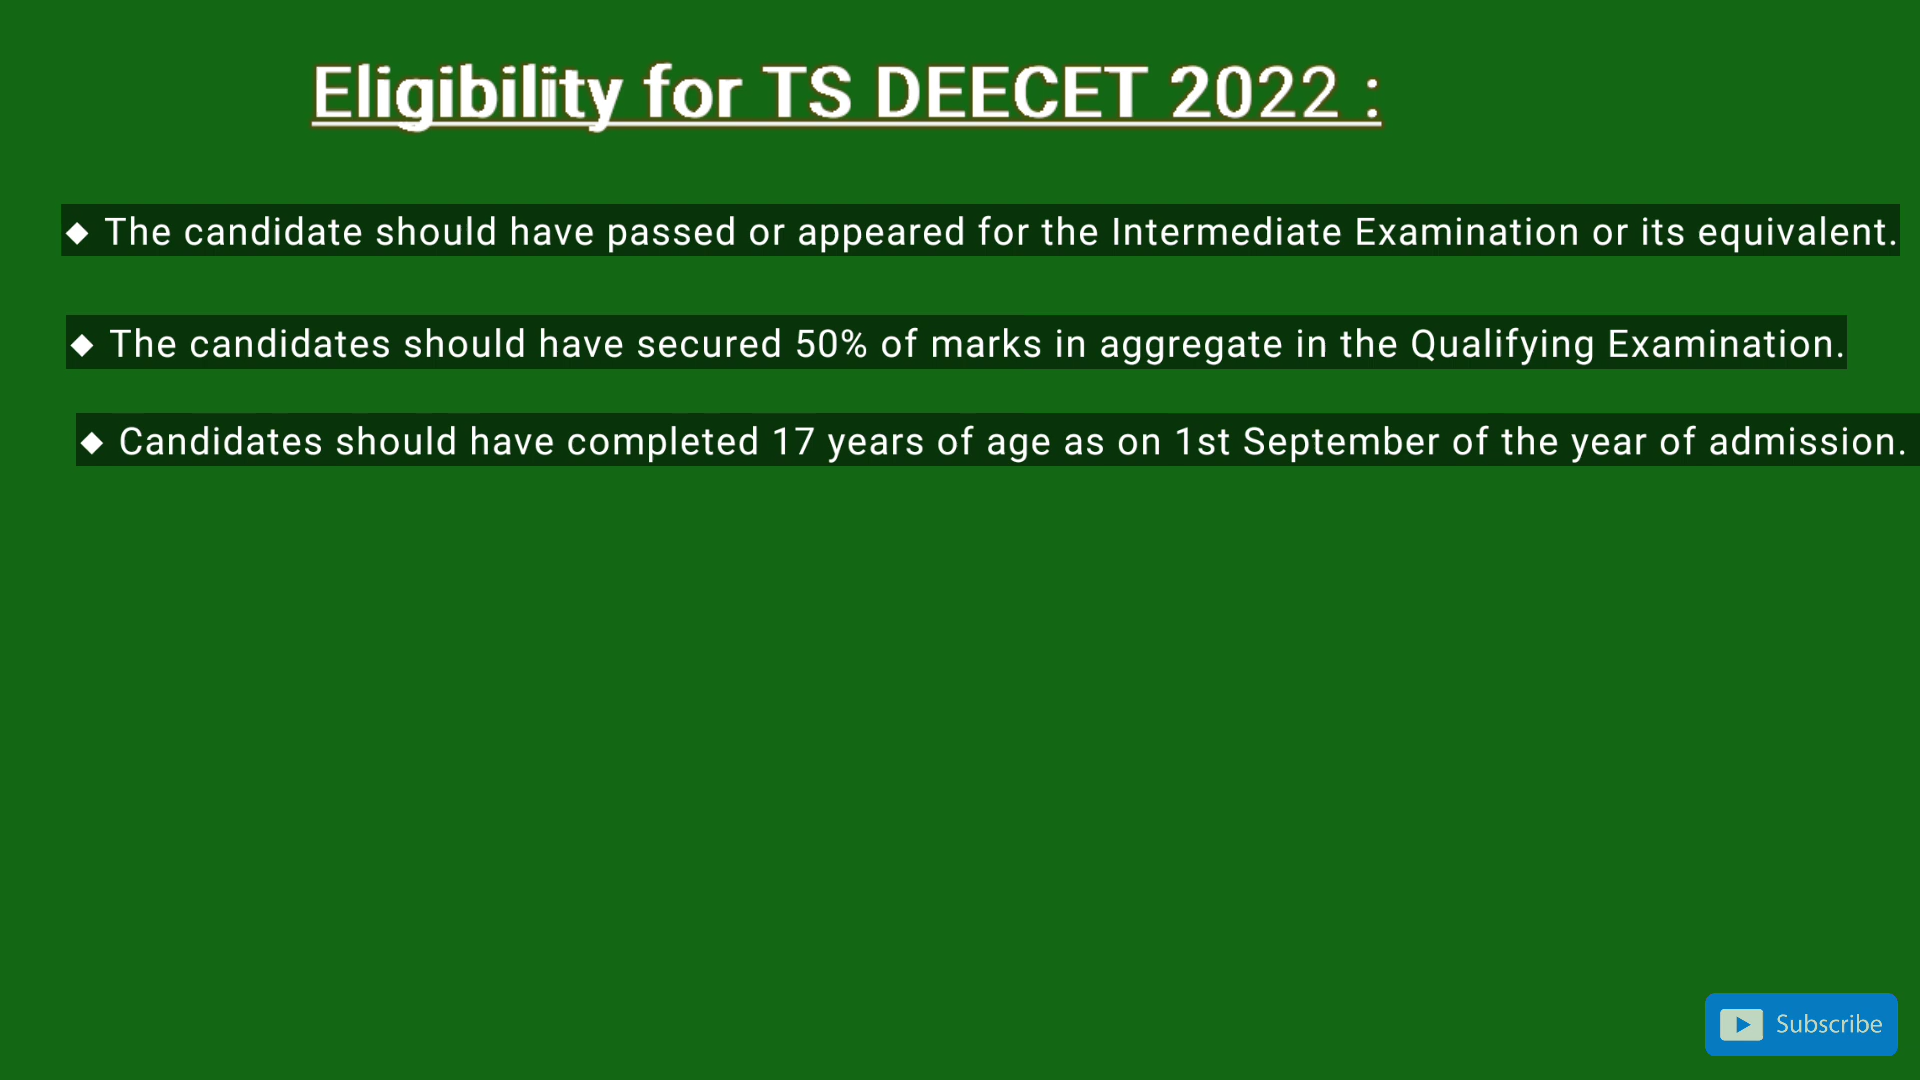 Eligibility for TS DEECET 2022 :
◆ The candidate should have passed or appeared for the Intermediate Examination or its equivalent.
◆ The candidates should have secured 50% of marks in aggregate in the Qualifying Examination.
◆ Candidates should have completed 17 years of age as on 1st September of the year of admission.
Subscribe